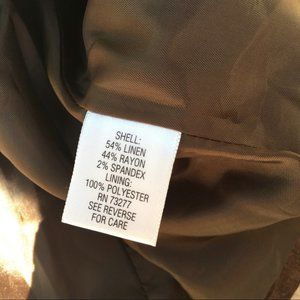 SHELL:
54% LINEN
44% RAYON
2% SPANDEX
LINING:
100% POLYESTER
RN 73277
SEE REVERSE
FOR CARE